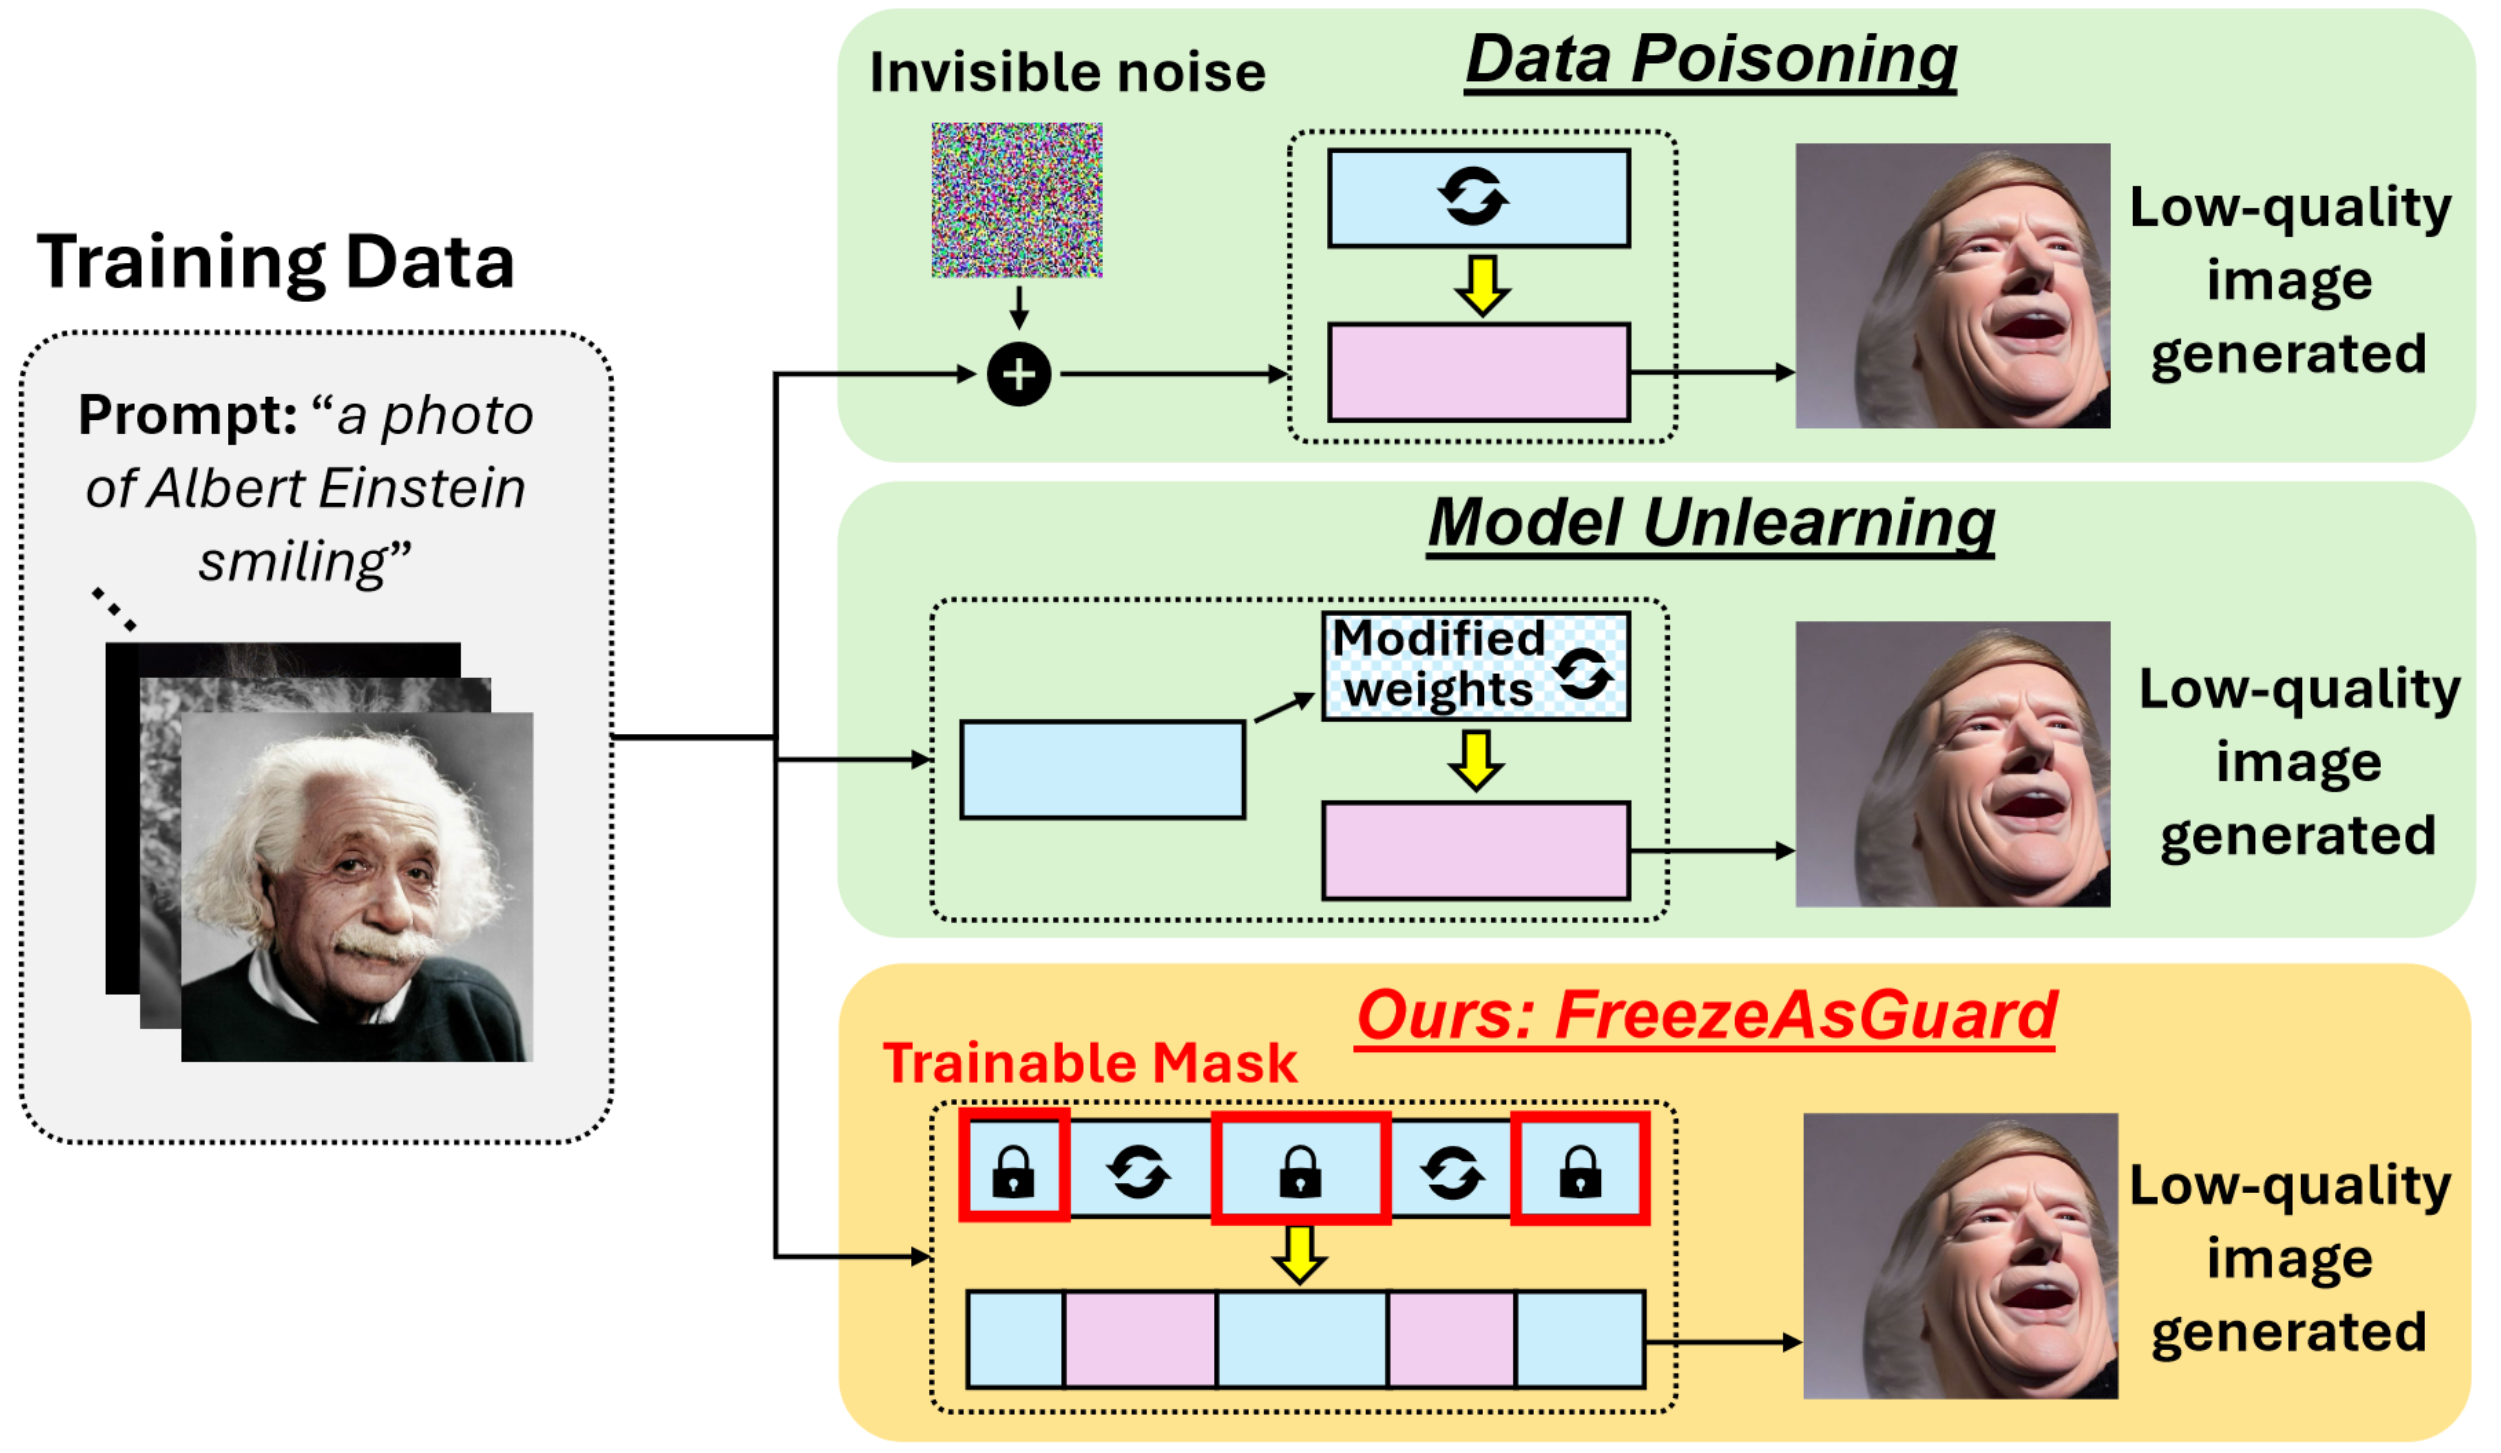 Training Data
Prompt: “a photo
of Albert Einstein
smiling”
Data Poisoning
Invisible noise
Low-quality
image
generated
Model Unlearning
Modified
weights
Low-quality
image
generated
Ours: FreezeAsGuard
Trainable Mask
Low-quality
image
generated